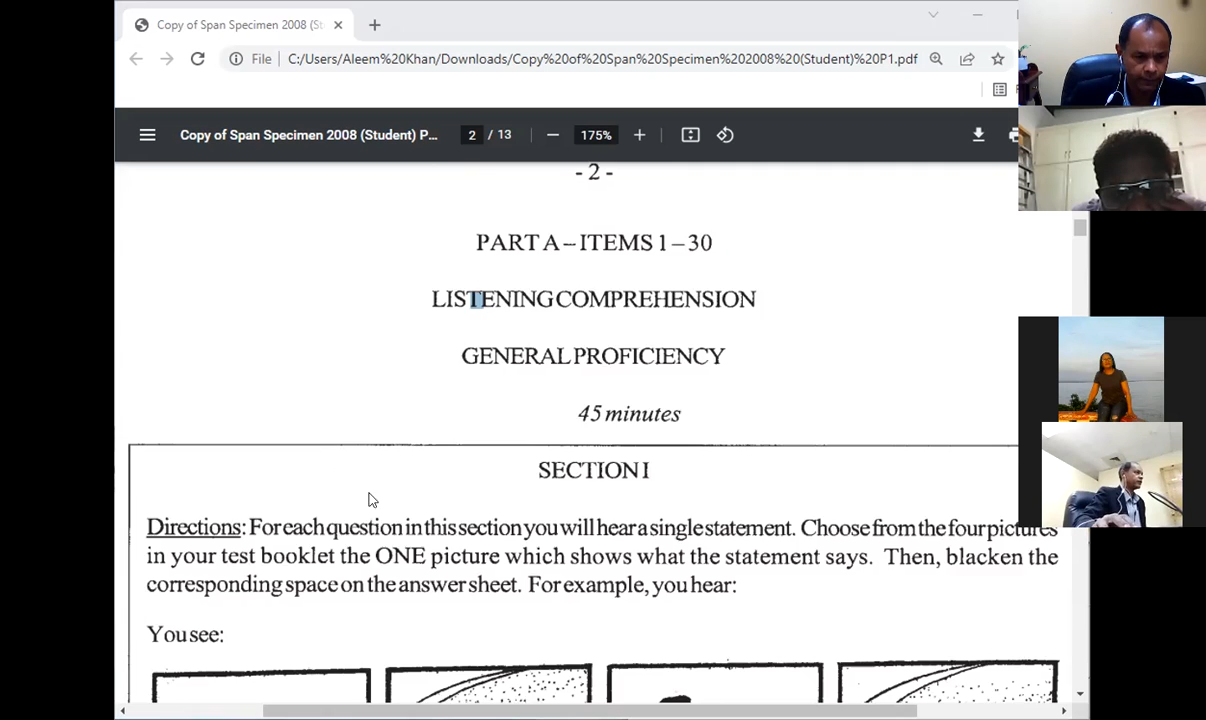 Copy of Span Specimen 2008 (St
File C:/Users/Aleem%20Khan/Downloads/Copy%20of%20Span%20Specimen%202008%20(Student)%20P1.pdf
Copy of Span Specimen 2008 (Student) P... 2 / 13 175%
- 2 -
PART A – ITEMS 1 – 30
LISTENING COMPREHENSION
GENERAL PROFICIENCY
45 minutes
SECTION I
Directions: For each question in this section you will hear a single statement. Choose from the four pictures
in your test booklet the ONE picture which shows what the statement says. Then, blacken the
corresponding space on the answer sheet. For example, you hear:
You see: